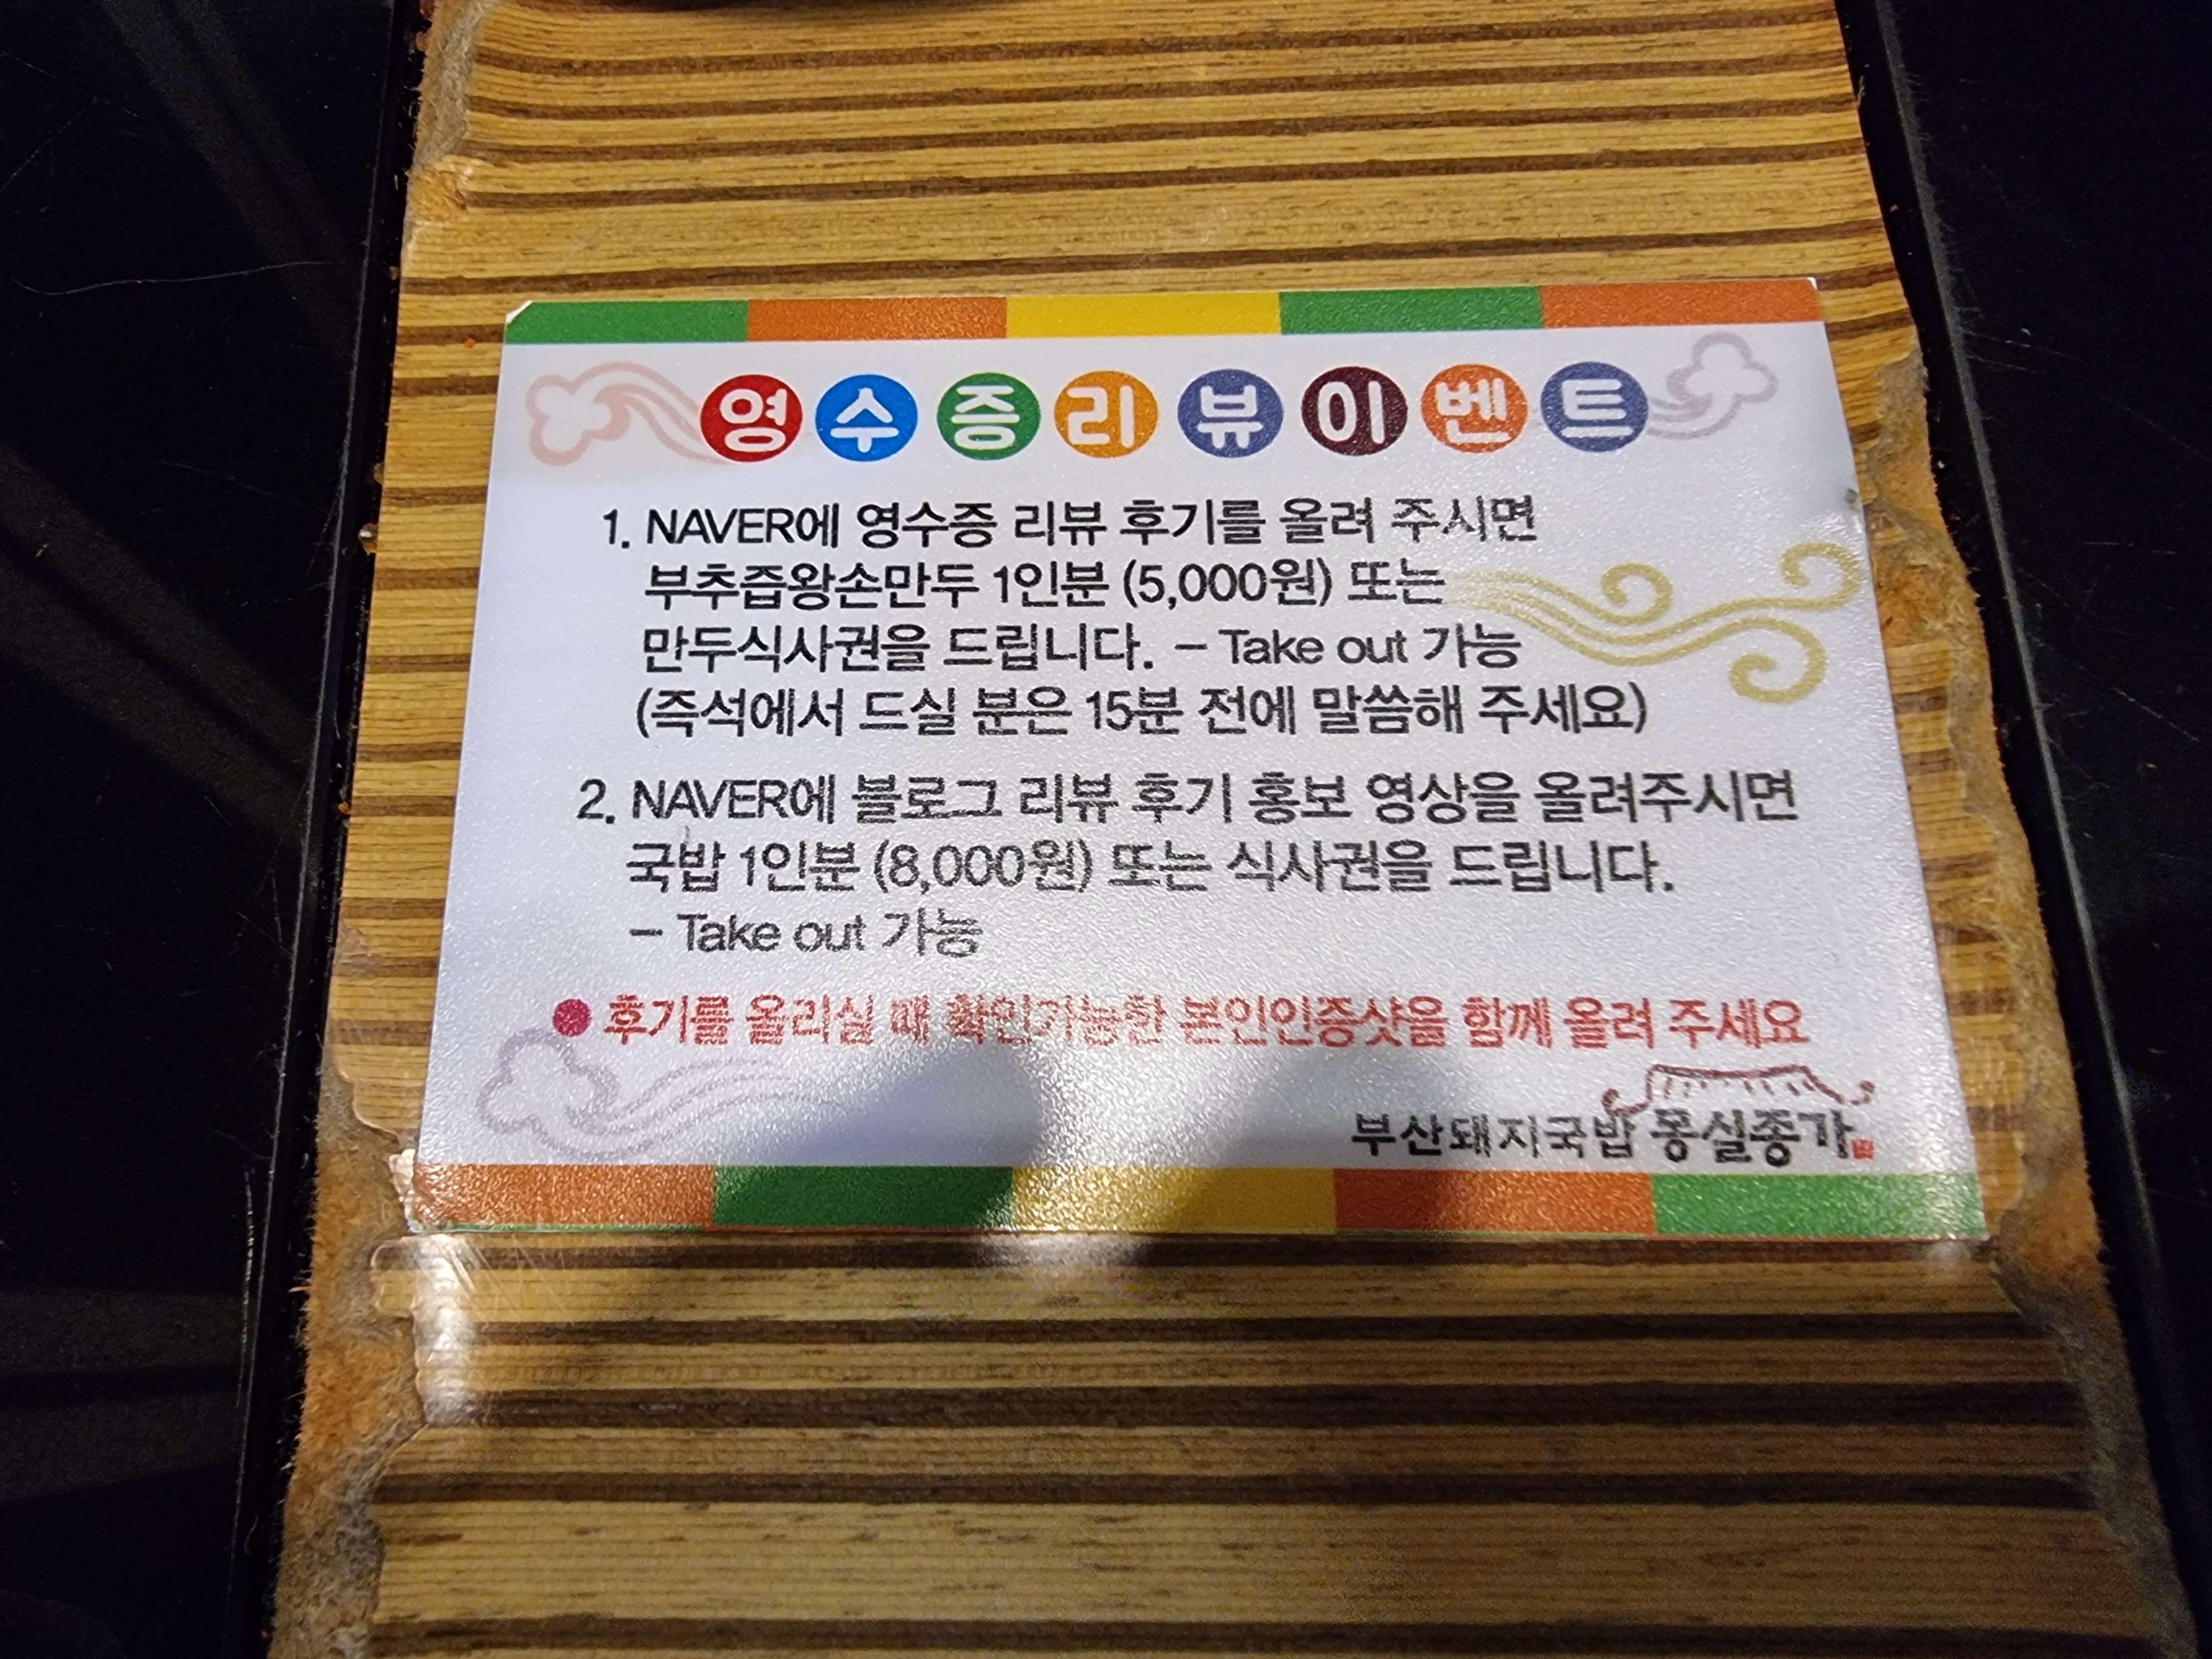 영수증리뷰이벤트
1. NAVER에 영수증 리뷰 후기를 올려 주시면
부추즙왕손만두 1인분 (5,000원) 또는
만두식사권을 드립니다. - Take out 가능
(즉석에서 드실 분은 15분 전에 말씀해 주세요)
2. NAVER에 블로그 리뷰 후기 홍보 영상을 올려주시면
국밥 1인분 (8,000원) 또는 식사권을 드립니다.
- Take out 가능
● 후기를 올리실 때 확인가능한 본인인증샷을 함께 올려 주세요
부산돼지국밥 몽실종가